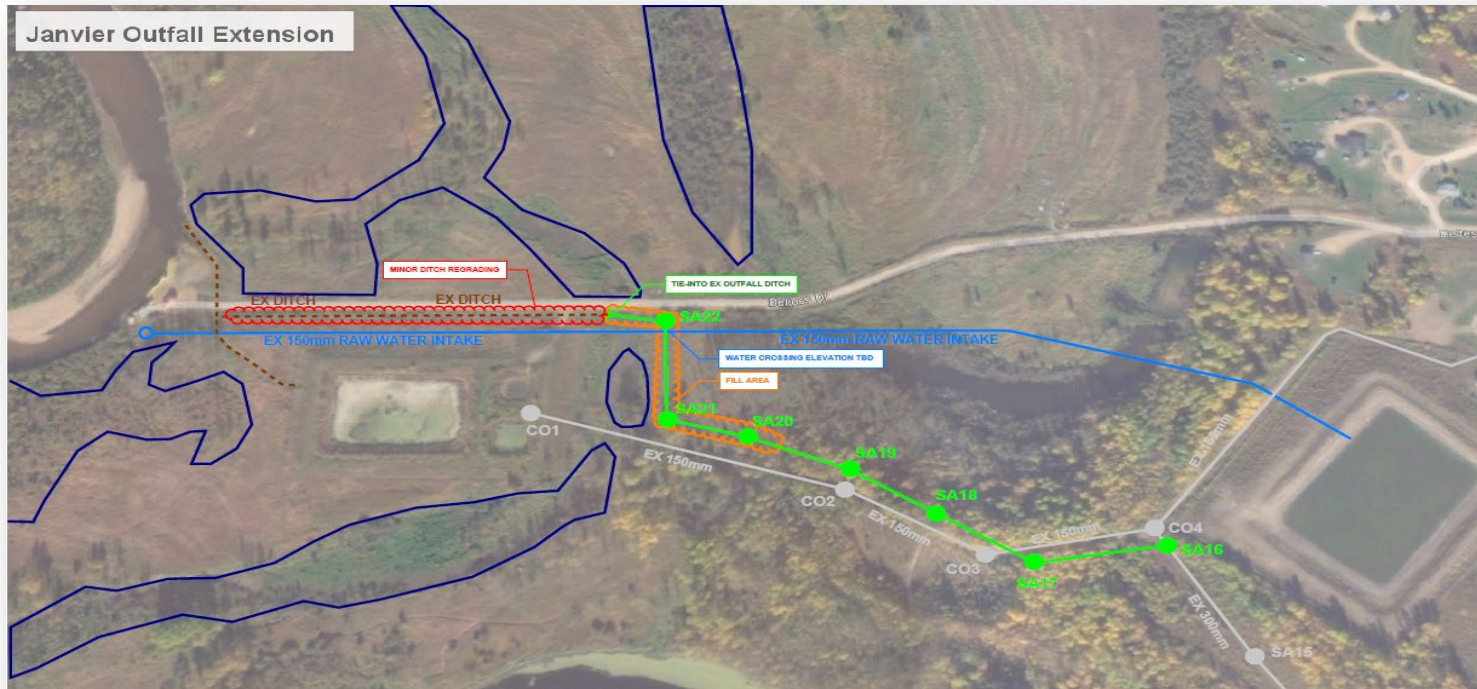 Janvier Outfall Extension
MINOR DITCH REGRADING
TIE-INTO EX OUTFALL DITCH
EX DITCH
EX DITCH
SA22
EX 150mm RAW WATER INTAKE
EX 150mm RAW WATER INTAKE
WATER CROSSING ELEVATION TBD
FILL AREA
CO1
SA21
SA20
EX 150mm
EX 150mm
SA19
CO2
SA18
EX 150mm
EX 150mm
CO4
SA16
CO3
SA17
EX 300mm
SA15